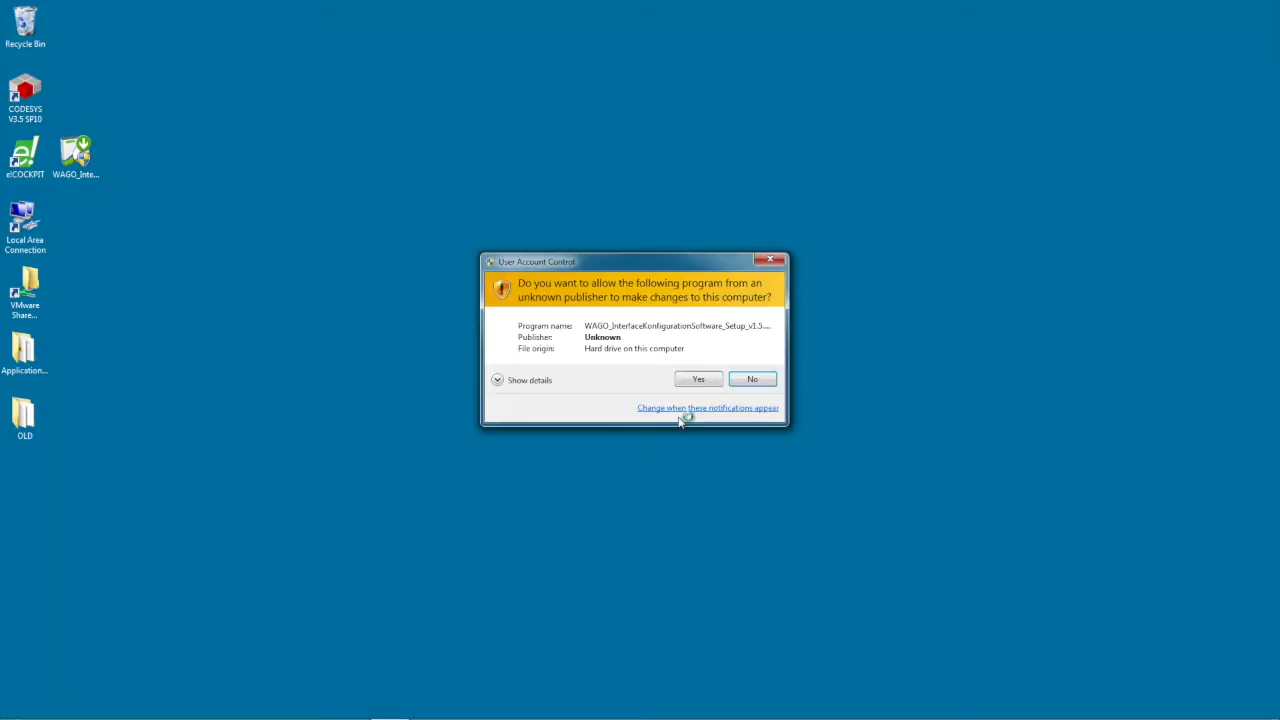 Recycle Bin
CODESYS
V3.5 SP10
e!COCKPIT
WAGO_Inte...
Local Area
Connection
VMware
Share...
Application...
OLD
User Account Control
Do you want to allow the following program from an
unknown publisher to make changes to this computer?
Program name: WAGO_InterfaceKonfigurationSoftware_Setup_v1.5....
Publisher: Unknown
File origin: Hard drive on this computer
Show details
Yes
No
Change when these notifications appear